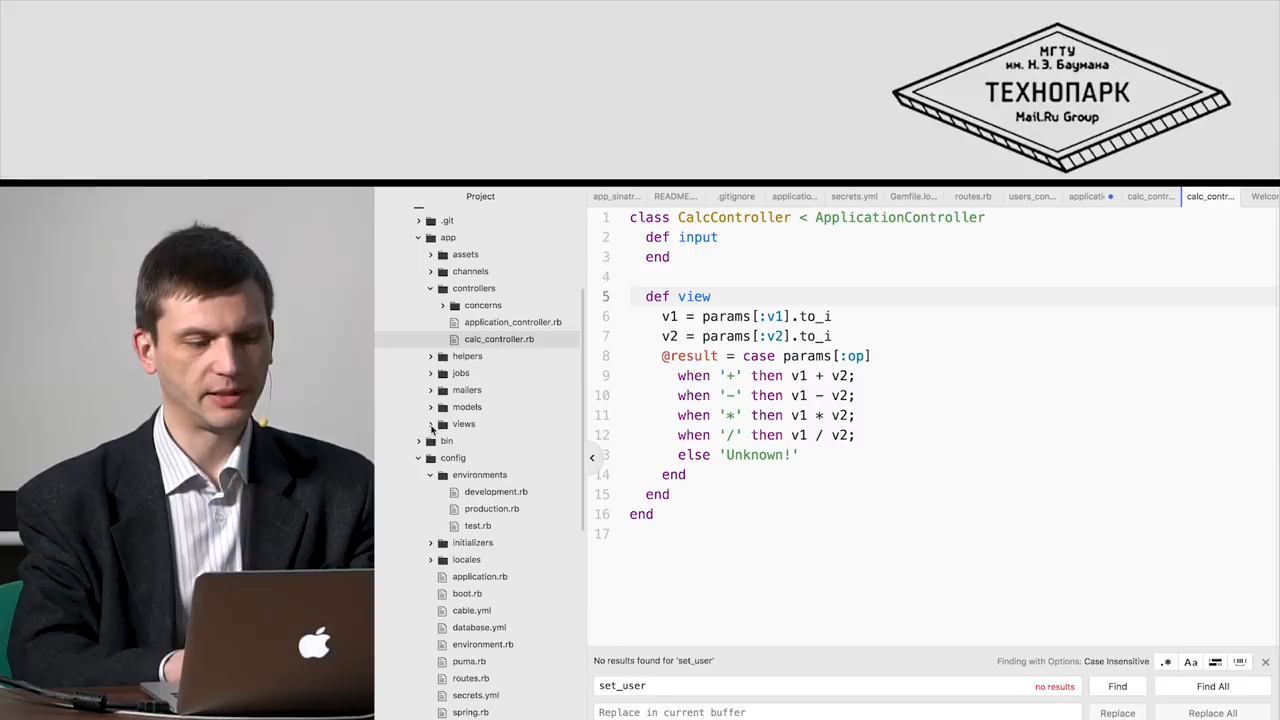 МГТУ
им. Н.Э. Баумана
ТЕХНОПАРК
Mail.Ru Group
Project
.git
app
assets
channels
controllers
concerns
application_controller.rb
calc_controller.rb
helpers
jobs
mailers
models
views
bin
config
environments
development.rb
production.rb
test.rb
initializers
locales
application.rb
boot.rb
cable.yml
database.yml
environment.rb
puma.rb
routes.rb
secrets.yml
spring.rb
app_sinatr... README... .gitignore applicatio... secrets.yml Gemfile.lo... routes.rb users_con... applicati calc_contr... calc_contr... Welcor
1 class CalcController < ApplicationController
2 def input
3 end
4
5 def view
6 v1 = params[:v1].to_i
7 v2 = params[:v2].to_i
8 @result = case params[:op]
9 when '+' then v1 + v2;
10 when '-' then v1 - v2;
11 when '*' then v1 * v2;
12 when '/' then v1 / v2;
3 else 'Unknown!'
14 end
15 end
16 end
17
No results found for 'set_user'
Finding with Options: Case Insensitive
.* Aa
set_user
no results
Find
Find All
Replace in current buffer
Replace
Replace All